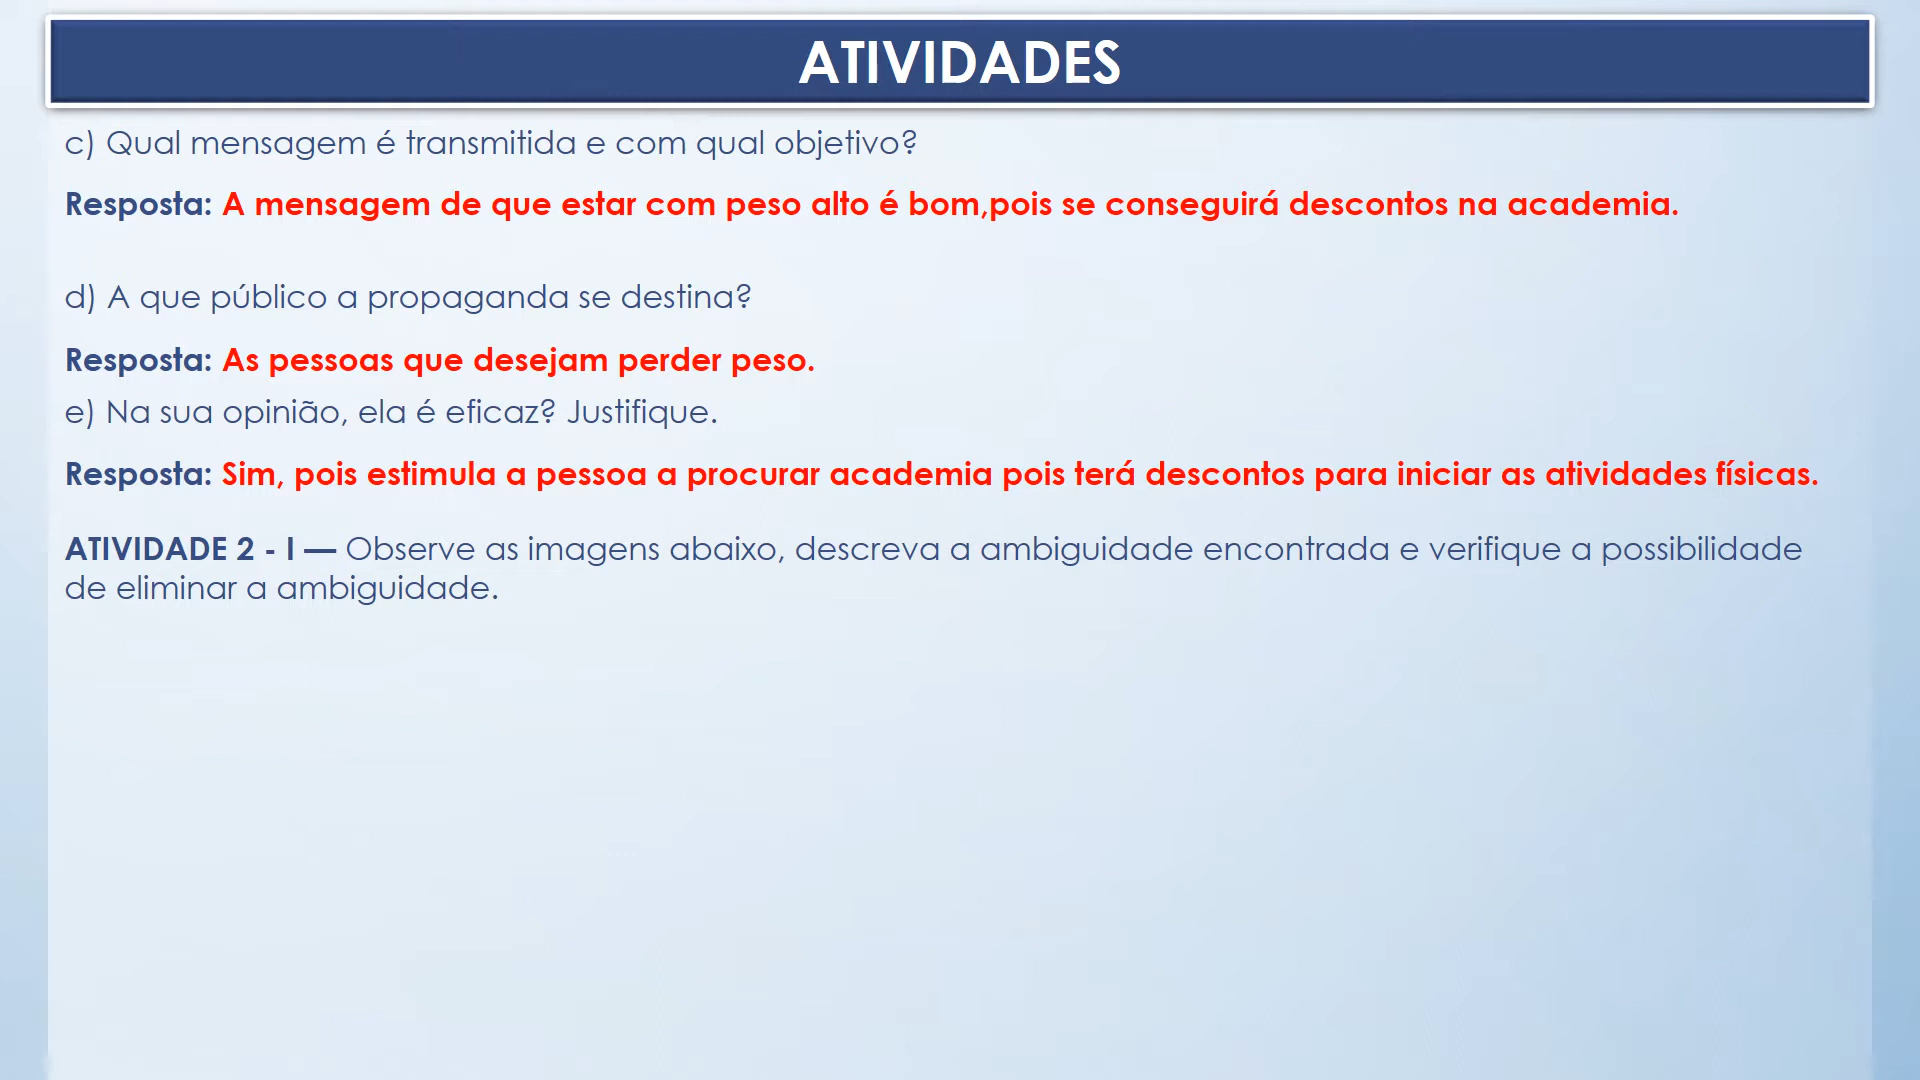 ATIVIDADES
c) Qual mensagem é transmitida e com qual objetivo?
Resposta: A mensagem de que estar com peso alto é bom,pois se conseguirá descontos na academia.
d) A que público a propaganda se destina?
Resposta: As pessoas que desejam perder peso.
e) Na sua opinião, ela é eficaz? Justifique.
Resposta: Sim, pois estimula a pessoa a procurar academia pois terá descontos para iniciar as atividades físicas.
ATIVIDADE 2 - I — Observe as imagens abaixo, descreva a ambiguidade encontrada e verifique a possibilidade
de eliminar a ambiguidade.